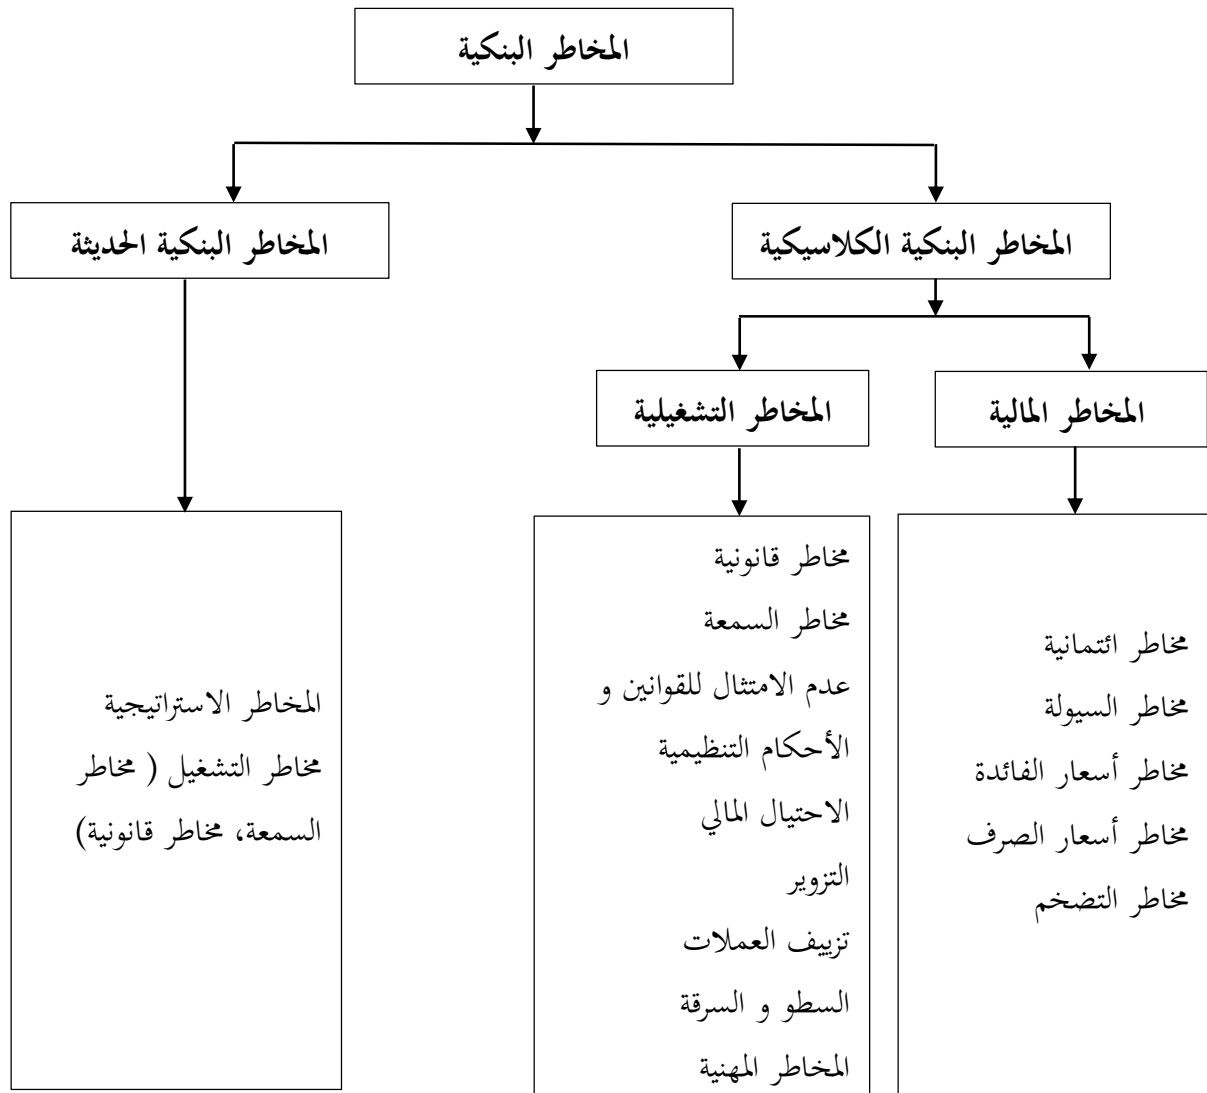 المخاطر البنكية
المخاطر البنكية الكلاسيكية
المخاطر البنكية الحديثة
المخاطر المالية
المخاطر التشغيلية
مخاطر ائتمانية
مخاطر السيولة
مخاطر أسعار الفائدة
مخاطر أسعار الصرف
مخاطر التضخم
مخاطر قانونية
مخاطر السمعة
عدم الامتثال للقوانين و
الأحكام التنظيمية
الاحتيال المالي
التزوير
تزييف العملات
السطو و السرقة
المخاطر المهنية
المخاطر الاستراتيجية
مخاطر التشغيل ( مخاطر
السمعة، مخاطر قانونية)